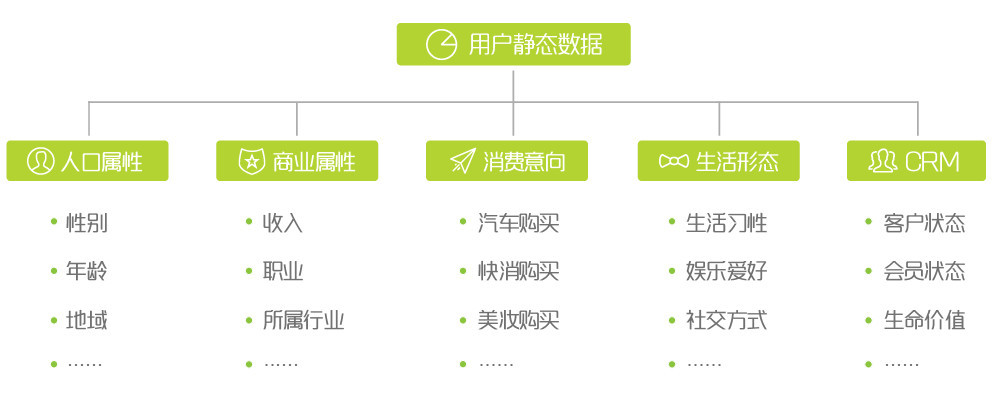 用户静态数据
人口属性
商业属性
消费意向
生活形态
CRM
性别
收入
汽车购买
生活习性
客户状态
年龄
职业
快消购买
娱乐爱好
会员状态
地域
所属行业
美妆购买
社交方式
生命价值
……
……
……
……
……